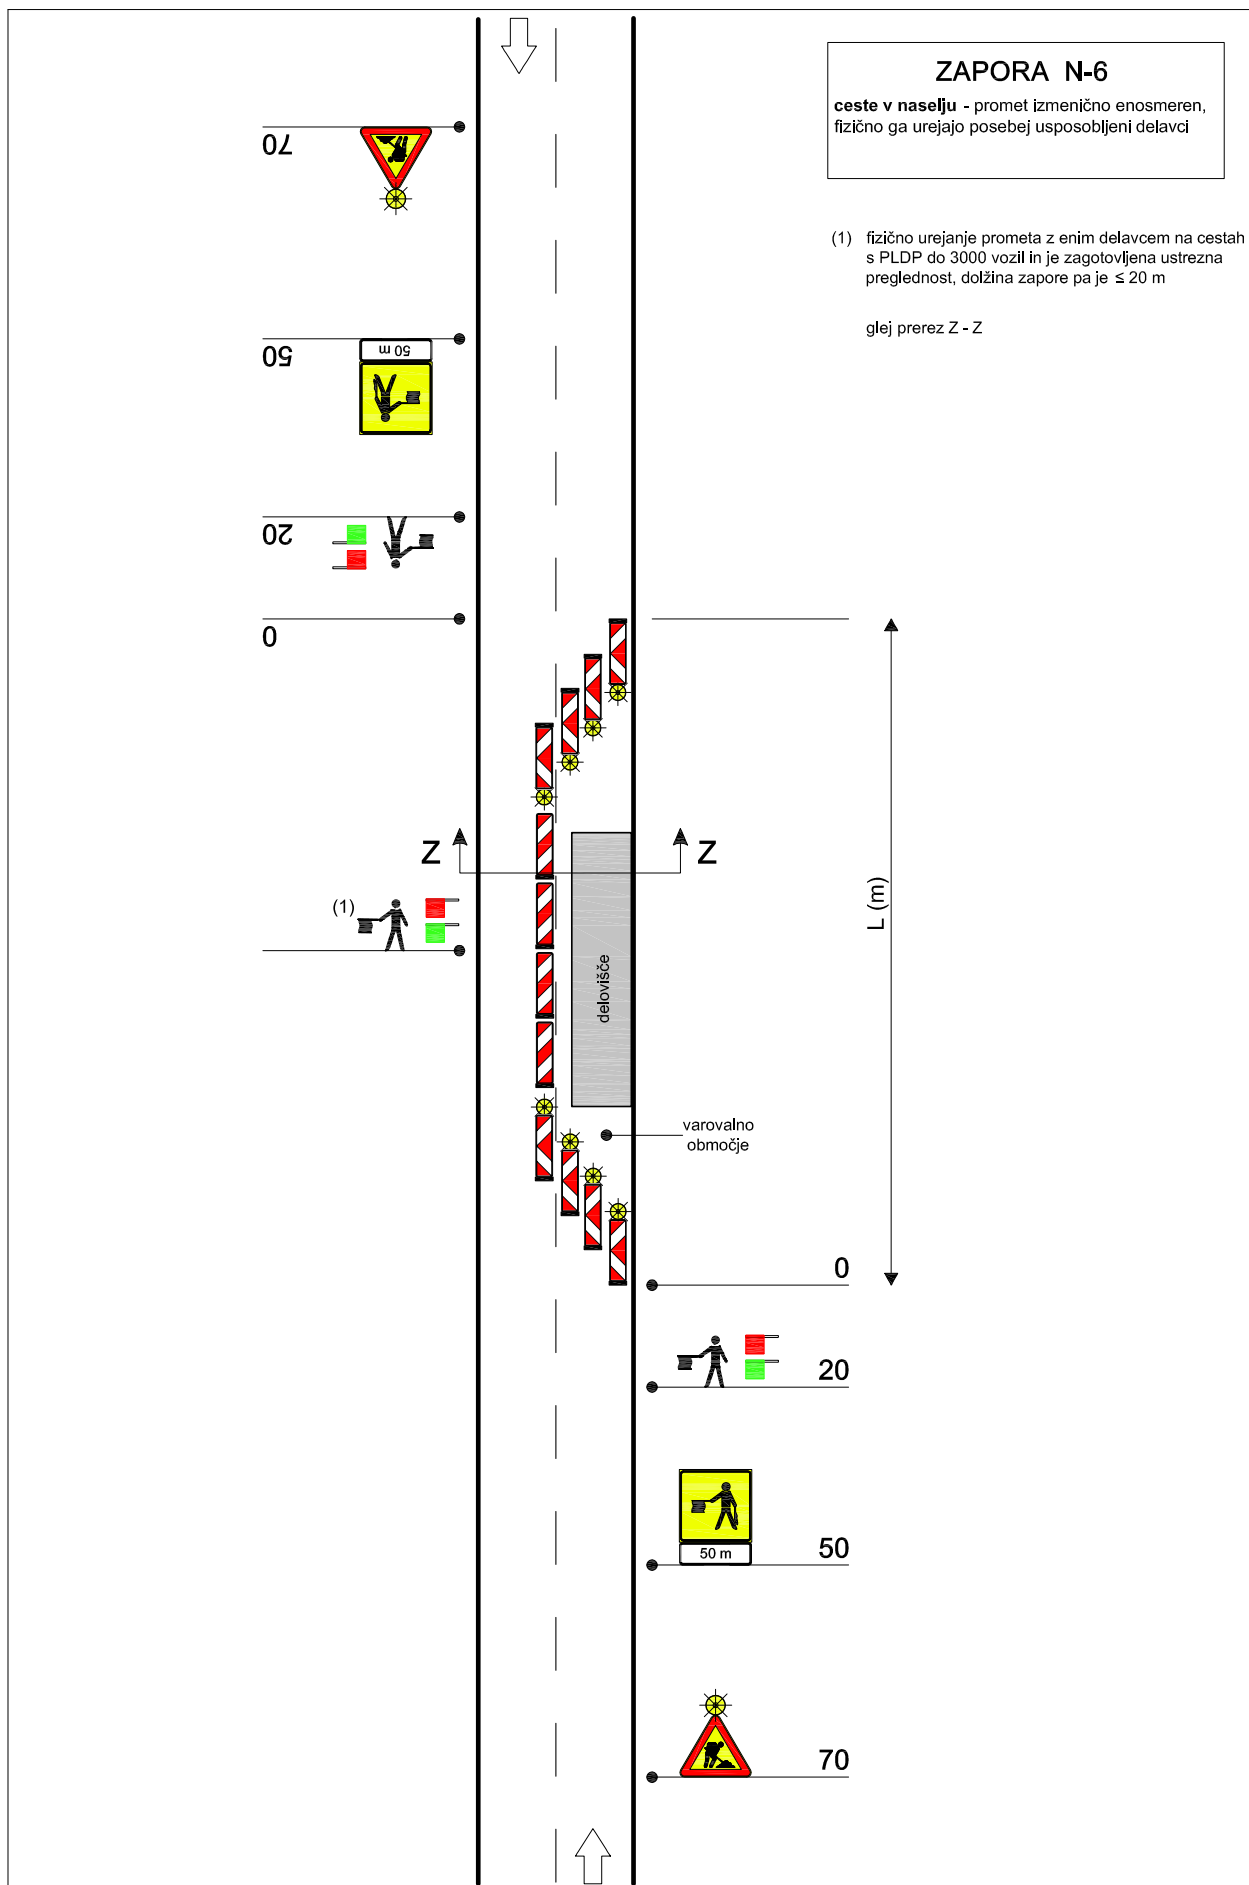 ZAPORA N-6
ceste v naselju - promet izmenično enosmeren,
fizično ga urejajo posebej usposobljeni delavci
(1) fizično urejanje prometa z enim delavcem na cestah
s PLDP do 3000 vozil in je zagotovljena ustrezna
preglednost, dolžina zapore pa je ≤ 20 m
glej prerez Z - Z
70
50
50 m
20
0
Z
Z
(1)
L (m)
delovišče
varovalno
območje
0
20
50 m
50
70